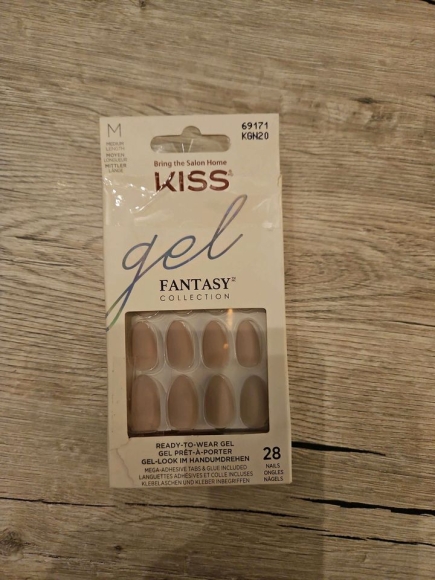 M
MEDIUM
LENGTH
MOYEN
LONGUEUR
MITTLERE
LÄNGE
69171
KGN20
Bring the Salon Home
KISS
gel
FANTASY
COLLECTION
READY-TO-WEAR GEL
GEL PRÊT-À-PORTER
GEL-LOOK IM HANDUMDREHEN
MEGA-ADHESIVE TABS & GLUE INCLUDED
LANGUETTES ADHÉSIVES ET COLLE INCLUSES
KLEBELASCHEN UND KLEBER INBEGRIFFEN
28
NAILS
ONGLES
NÄGELS